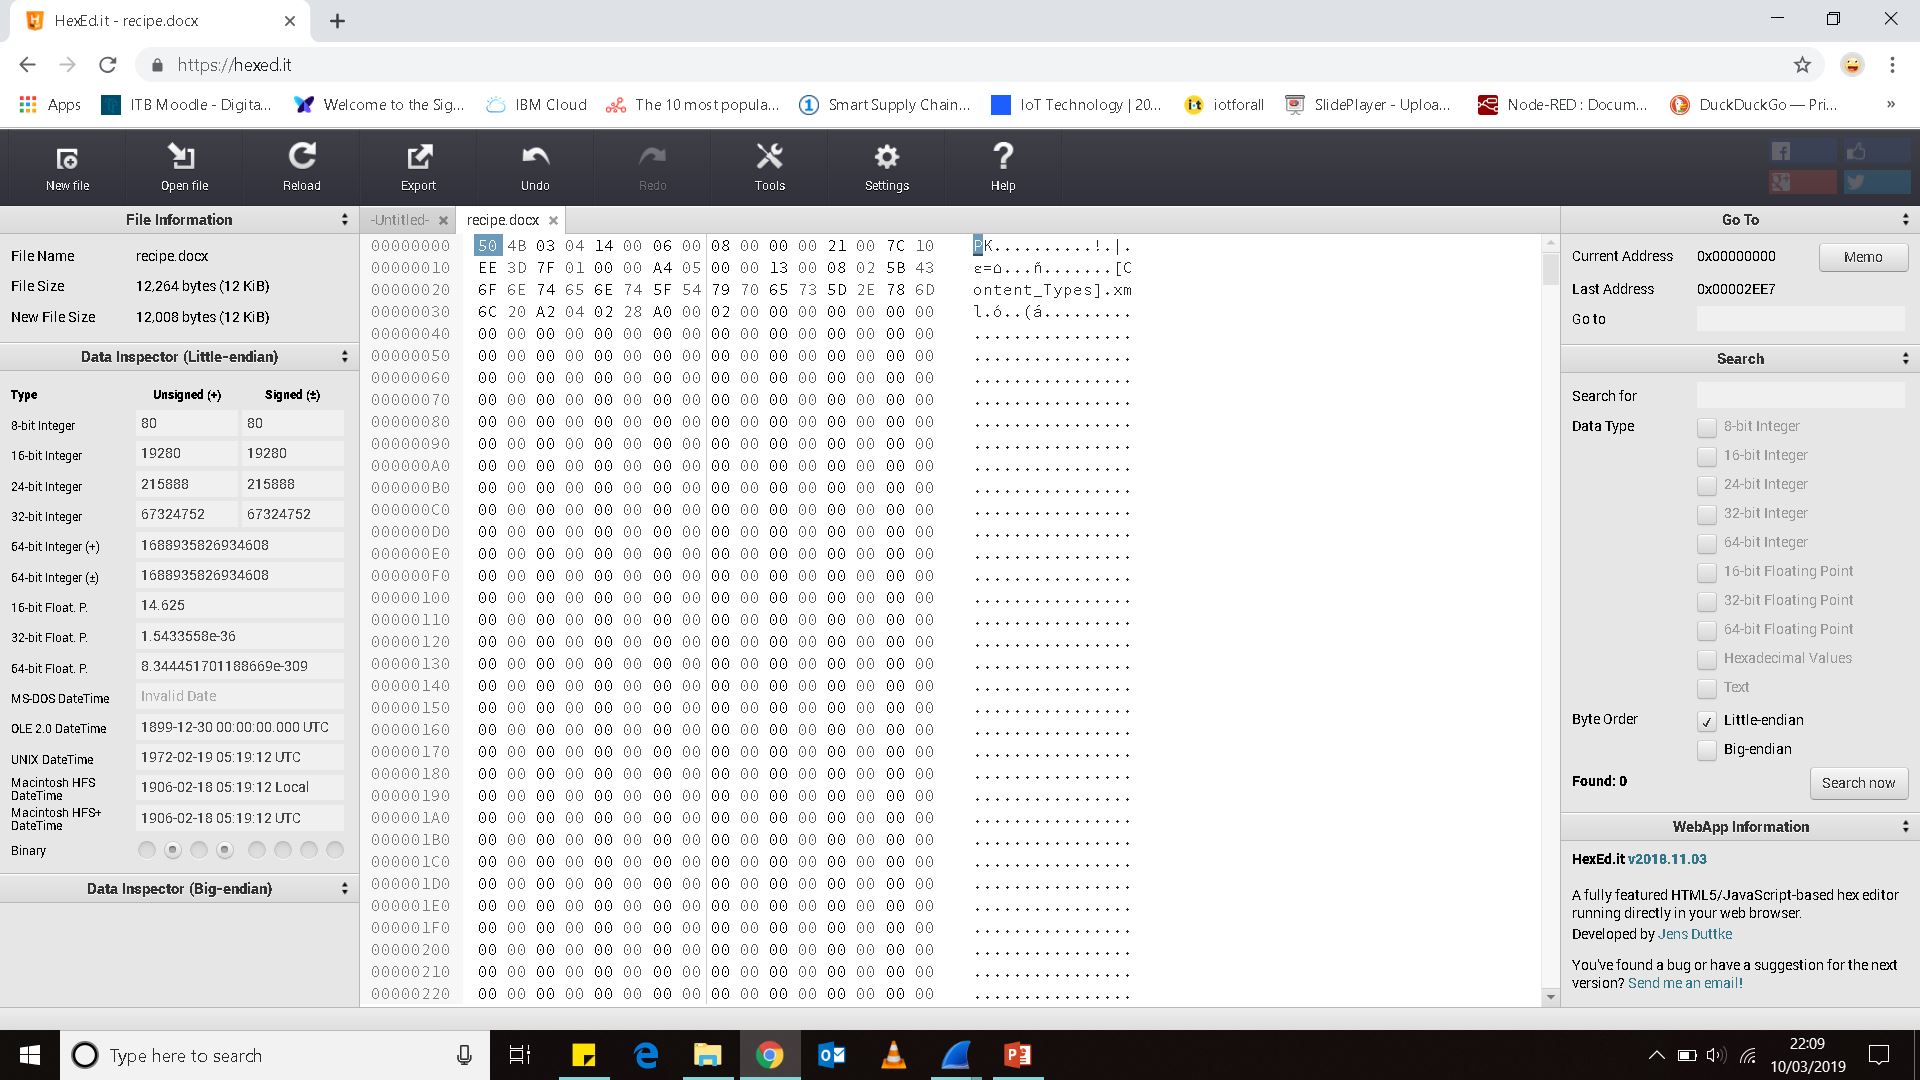 HexEd.it - recipe.docx
https://hexed.it
Apps
ITB Moodle - Digita...
Welcome to the Sig...
IBM Cloud
The 10 most popula...
Smart Supply Chain...
IoT Technology | 20...
iotforall
SlidePlayer - Uploa...
Node-RED : Docum...
DuckDuckGo — Pri...
»
New file
Open file
Reload
Export
Undo
Redo
Tools
Settings
Help
File Information
File Name recipe.docx
File Size 12,264 bytes (12 KiB)
New File Size 12,008 bytes (12 KiB)
Data Inspector (Little-endian)
Type Unsigned (+) Signed (±)
8-bit Integer 80 80
16-bit Integer 19280 19280
24-bit Integer 215888 215888
32-bit Integer 67324752 67324752
64-bit Integer (+) 1688935826934608
64-bit Integer (±) 1688935826934608
16-bit Float. P. 14.625
32-bit Float. P. 1.5433558e-36
64-bit Float. P. 8.344451701188669e-309
MS-DOS DateTime Invalid Date
OLE 2.0 DateTime 1899-12-30 00:00:00.000 UTC
UNIX DateTime 1972-02-19 05:19:12 UTC
Macintosh HFS DateTime 1906-02-18 05:19:12 Local
Macintosh HFS+ DateTime 1906-02-18 05:19:12 UTC
Binary
Data Inspector (Big-endian)
-Untitled-
recipe.docx
00000000 50 4B 03 04 14 00 06 00 08 00 00 00 21 00 7C 10 PK..........!.|.
00000010 EE 3D 7F 01 00 00 A4 05 00 00 13 00 08 02 5B 43 ε=⌂...ñ.......[C
00000020 6F 6E 74 65 6E 74 5F 54 79 70 65 73 5D 2E 78 6D ontent_Types].xm
00000030 6C 20 A2 04 02 28 A0 00 02 00 00 00 00 00 00 00 l.ó..(á.........
00000040 00 00 00 00 00 00 00 00 00 00 00 00 00 00 00 00 ................
00000050 00 00 00 00 00 00 00 00 00 00 00 00 00 00 00 00 ................
00000060 00 00 00 00 00 00 00 00 00 00 00 00 00 00 00 00 ................
00000070 00 00 00 00 00 00 00 00 00 00 00 00 00 00 00 00 ................
00000080 00 00 00 00 00 00 00 00 00 00 00 00 00 00 00 00 ................
00000090 00 00 00 00 00 00 00 00 00 00 00 00 00 00 00 00 ................
000000A0 00 00 00 00 00 00 00 00 00 00 00 00 00 00 00 00 ................
000000B0 00 00 00 00 00 00 00 00 00 00 00 00 00 00 00 00 ................
000000C0 00 00 00 00 00 00 00 00 00 00 00 00 00 00 00 00 ................
000000D0 00 00 00 00 00 00 00 00 00 00 00 00 00 00 00 00 ................
000000E0 00 00 00 00 00 00 00 00 00 00 00 00 00 00 00 00 ................
000000F0 00 00 00 00 00 00 00 00 00 00 00 00 00 00 00 00 ................
00000100 00 00 00 00 00 00 00 00 00 00 00 00 00 00 00 00 ................
00000110 00 00 00 00 00 00 00 00 00 00 00 00 00 00 00 00 ................
00000120 00 00 00 00 00 00 00 00 00 00 00 00 00 00 00 00 ................
00000130 00 00 00 00 00 00 00 00 00 00 00 00 00 00 00 00 ................
00000140 00 00 00 00 00 00 00 00 00 00 00 00 00 00 00 00 ................
00000150 00 00 00 00 00 00 00 00 00 00 00 00 00 00 00 00 ................
00000160 00 00 00 00 00 00 00 00 00 00 00 00 00 00 00 00 ................
00000170 00 00 00 00 00 00 00 00 00 00 00 00 00 00 00 00 ................
00000180 00 00 00 00 00 00 00 00 00 00 00 00 00 00 00 00 ................
00000190 00 00 00 00 00 00 00 00 00 00 00 00 00 00 00 00 ................
000001A0 00 00 00 00 00 00 00 00 00 00 00 00 00 00 00 00 ................
000001B0 00 00 00 00 00 00 00 00 00 00 00 00 00 00 00 00 ................
000001C0 00 00 00 00 00 00 00 00 00 00 00 00 00 00 00 00 ................
000001D0 00 00 00 00 00 00 00 00 00 00 00 00 00 00 00 00 ................
000001E0 00 00 00 00 00 00 00 00 00 00 00 00 00 00 00 00 ................
000001F0 00 00 00 00 00 00 00 00 00 00 00 00 00 00 00 00 ................
00000200 00 00 00 00 00 00 00 00 00 00 00 00 00 00 00 00 ................
00000210 00 00 00 00 00 00 00 00 00 00 00 00 00 00 00 00 ................
00000220 00 00 00 00 00 00 00 00 00 00 00 00 00 00 00 00 ................
Go To
Current Address 0x00000000 Memo
Last Address 0x00002EE7
Go to
Search
Search for
Data Type 8-bit Integer
16-bit Integer
24-bit Integer
32-bit Integer
64-bit Integer
16-bit Floating Point
32-bit Floating Point
64-bit Floating Point
Hexadecimal Values
Text
Byte Order Little-endian
Big-endian
Found: 0 Search now
WebApp Information
HexEd.it v2018.11.03
A fully featured HTML5/JavaScript-based hex editor
running directly in your web browser.
Developed by Jens Duttke
You've found a bug or have a suggestion for the next
version? Send me an email!
Type here to search
22:09
10/03/2019